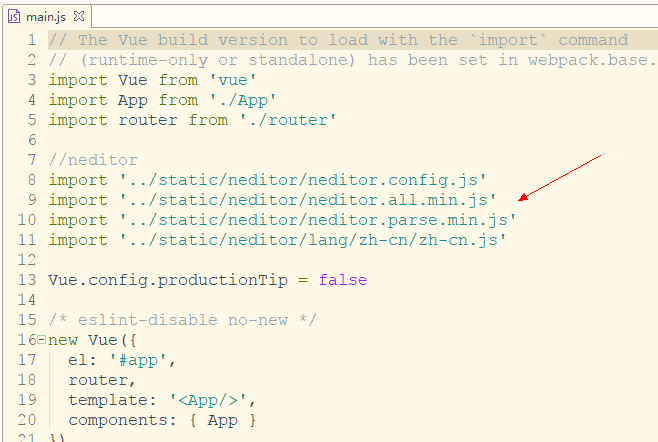 main.js
1 // The Vue build version to load with the `import` command
2 // (runtime-only or standalone) has been set in webpack.base.
3 import Vue from 'vue'
4 import App from './App'
5 import router from './router'
6
7 //neditor
8 import '../static/neditor/neditor.config.js'
9 import '../static/neditor/neditor.all.min.js'
10 import '../static/neditor/neditor.parse.min.js'
11 import '../static/neditor/lang/zh-cn/zh-cn.js'
12
13 Vue.config.productionTip = false
14
15 /* eslint-disable no-new */
16 new Vue({
17 el: '#app',
18 router,
19 template: '<App/>',
20 components: { App }
21 })